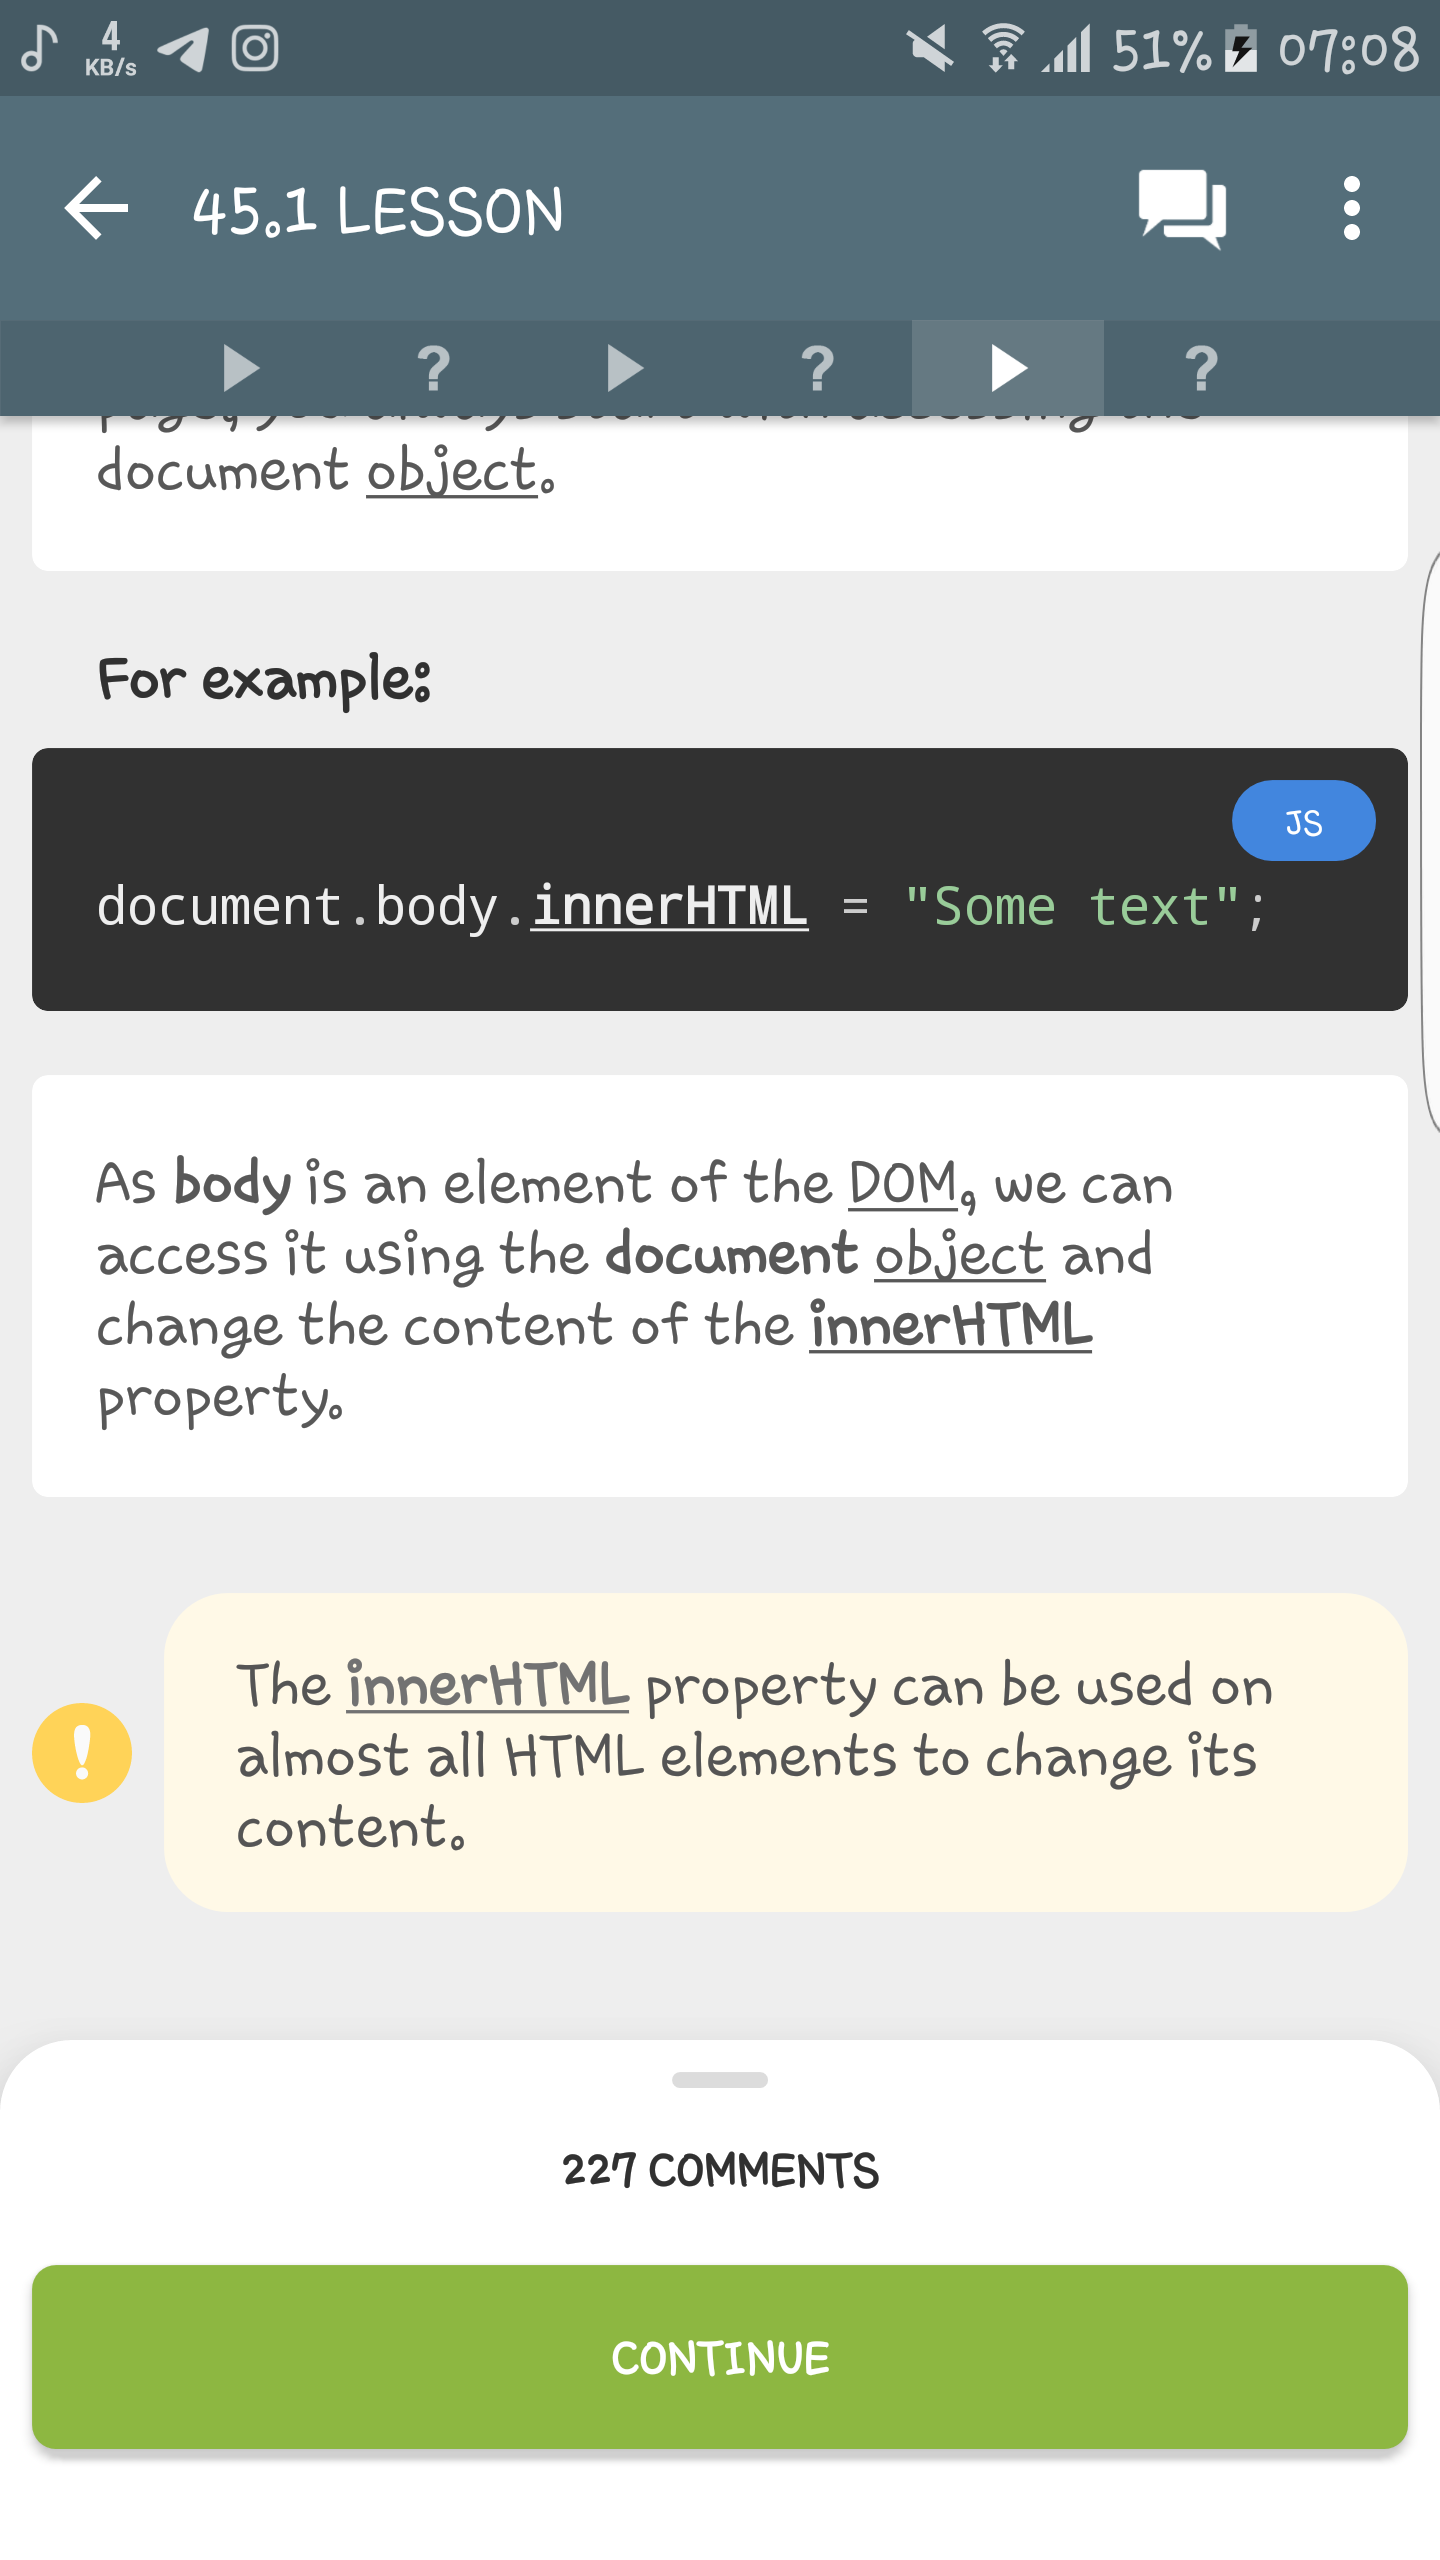 4
KB/s
51% 07:08
45.1 LESSON
? ? ?
document object.
For example:
JS
document.body.innerHTML = "Some text";
As body is an element of the DOM, we can
access it using the document object and
change the content of the innerHTML
property.
The innerHTML property can be used on
almost all HTML elements to change its
content.
227 COMMENTS
CONTINUE